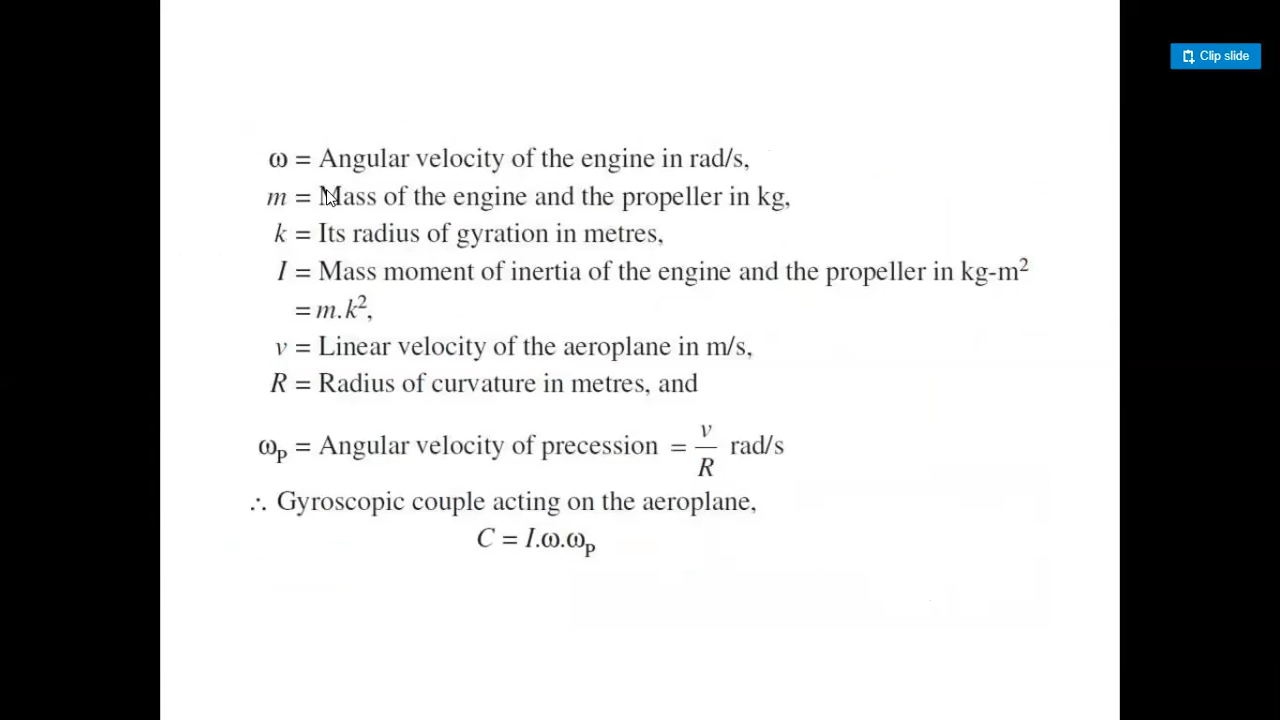 Clip slide
ω = Angular velocity of the engine in rad/s,
m = Mass of the engine and the propeller in kg,
k = Its radius of gyration in metres,
I = Mass moment of inertia of the engine and the propeller in kg-m²
= m.k²,
v = Linear velocity of the aeroplane in m/s,
R = Radius of curvature in metres, and
ωP = Angular velocity of precession = v/R rad/s
∴ Gyroscopic couple acting on the aeroplane,
C = I.ω.ωP